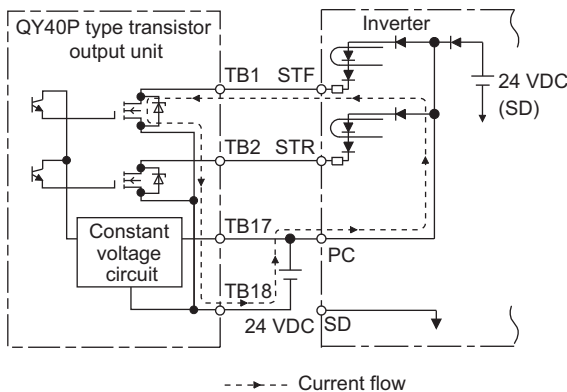 QY40P type transistor
output unit
Inverter
TB1 STF
24 VDC
(SD)
TB2 STR
TB17
Constant
voltage
circuit
PC
TB18
24 VDC
SD
Current flow